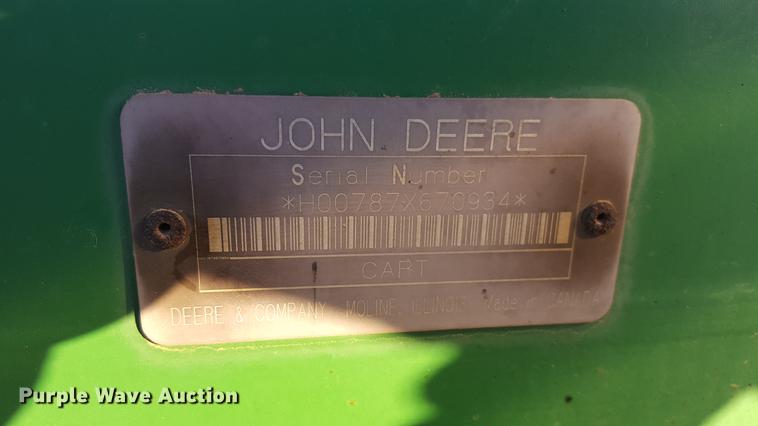 JOHN DEERE
Serial Number
*H00787X670934*
CART
DEERE & COMPANY MOLINE, ILLINOIS Made in CANADA
Purple Wave Auction®